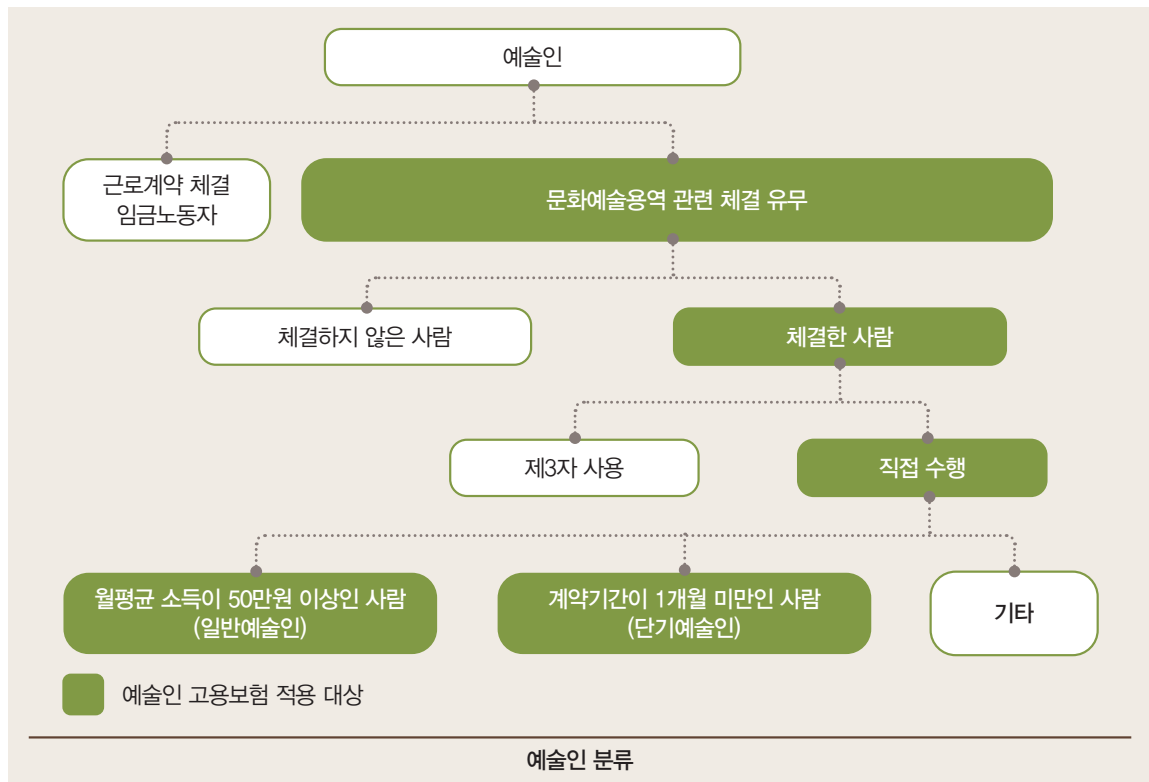 예술인
근로계약 체결
임금노동자
문화예술용역 관련 체결 유무
체결하지 않은 사람
체결한 사람
제3자 사용
직접 수행
월평균 소득이 50만원 이상인 사람
(일반예술인)
계약기간이 1개월 미만인 사람
(단기예술인)
기타
예술인 고용보험 적용 대상
예술인 분류